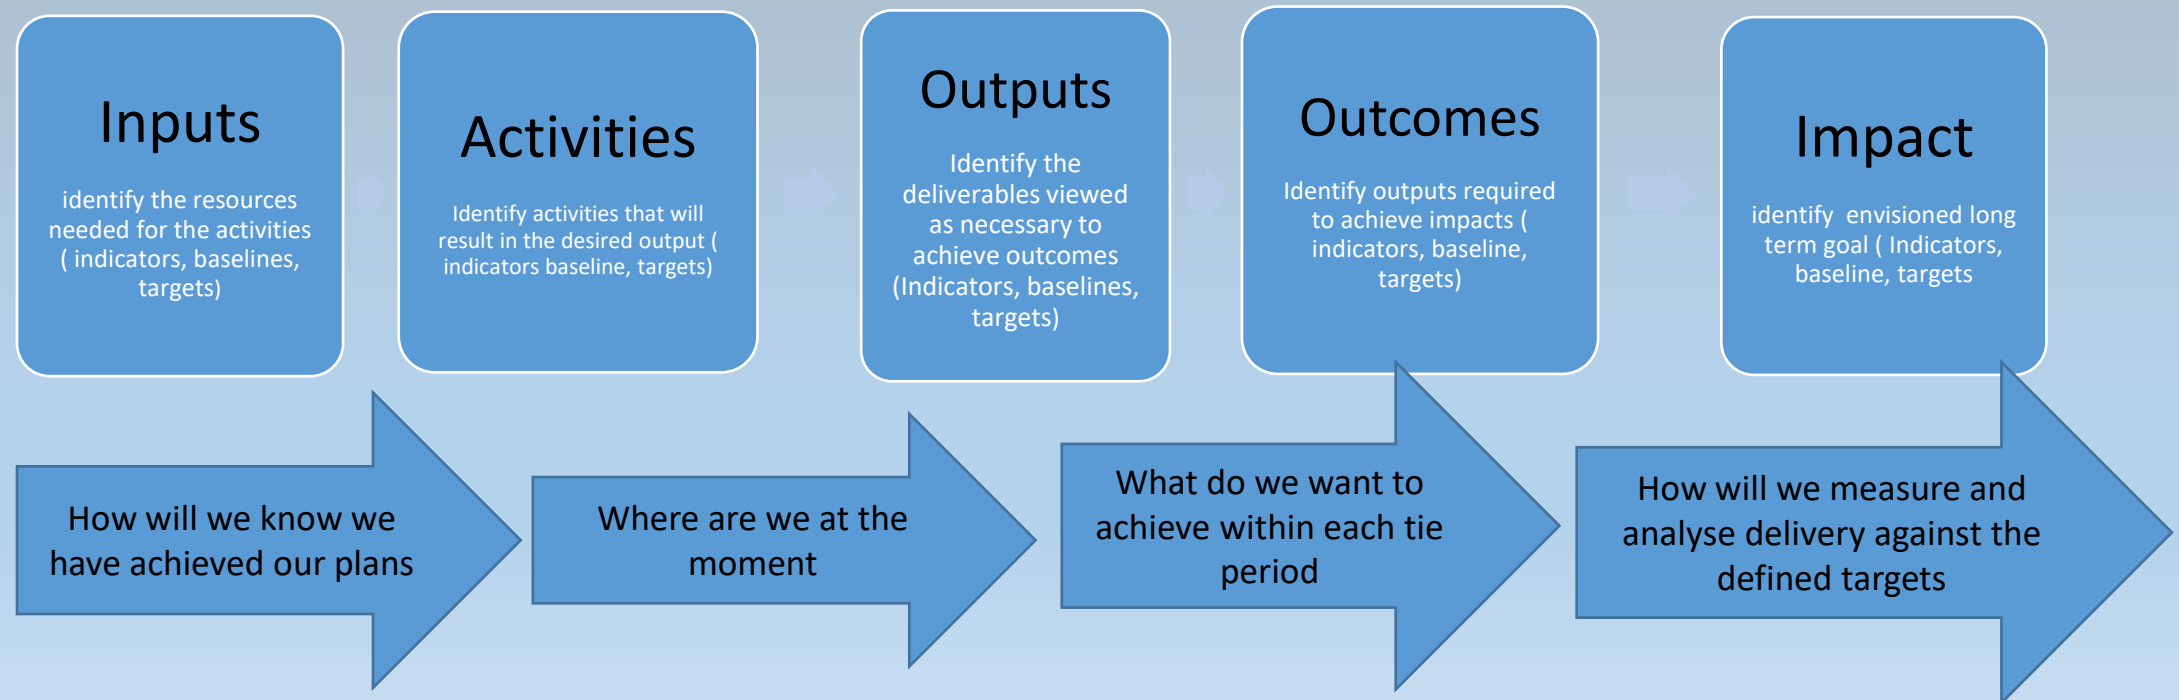 Inputs
identify the resources
needed for the activities
( indicators, baselines,
targets)
Activities
Identify activities that will
result in the desired output (
indicators baseline, targets)
Outputs
Identify the
deliverables viewed
as necessary to
achieve outcomes
(Indicators, baselines,
targets)
Outcomes
Identify outputs required
to achieve impacts (
indicators, baseline,
targets)
Impact
identify  envisioned long
term goal ( Indicators,
baseline, targets
How will we know we
have achieved our plans
Where are we at the
moment
What do we want to
achieve within each tie
period
How will we measure and
analyse delivery against the
defined targets